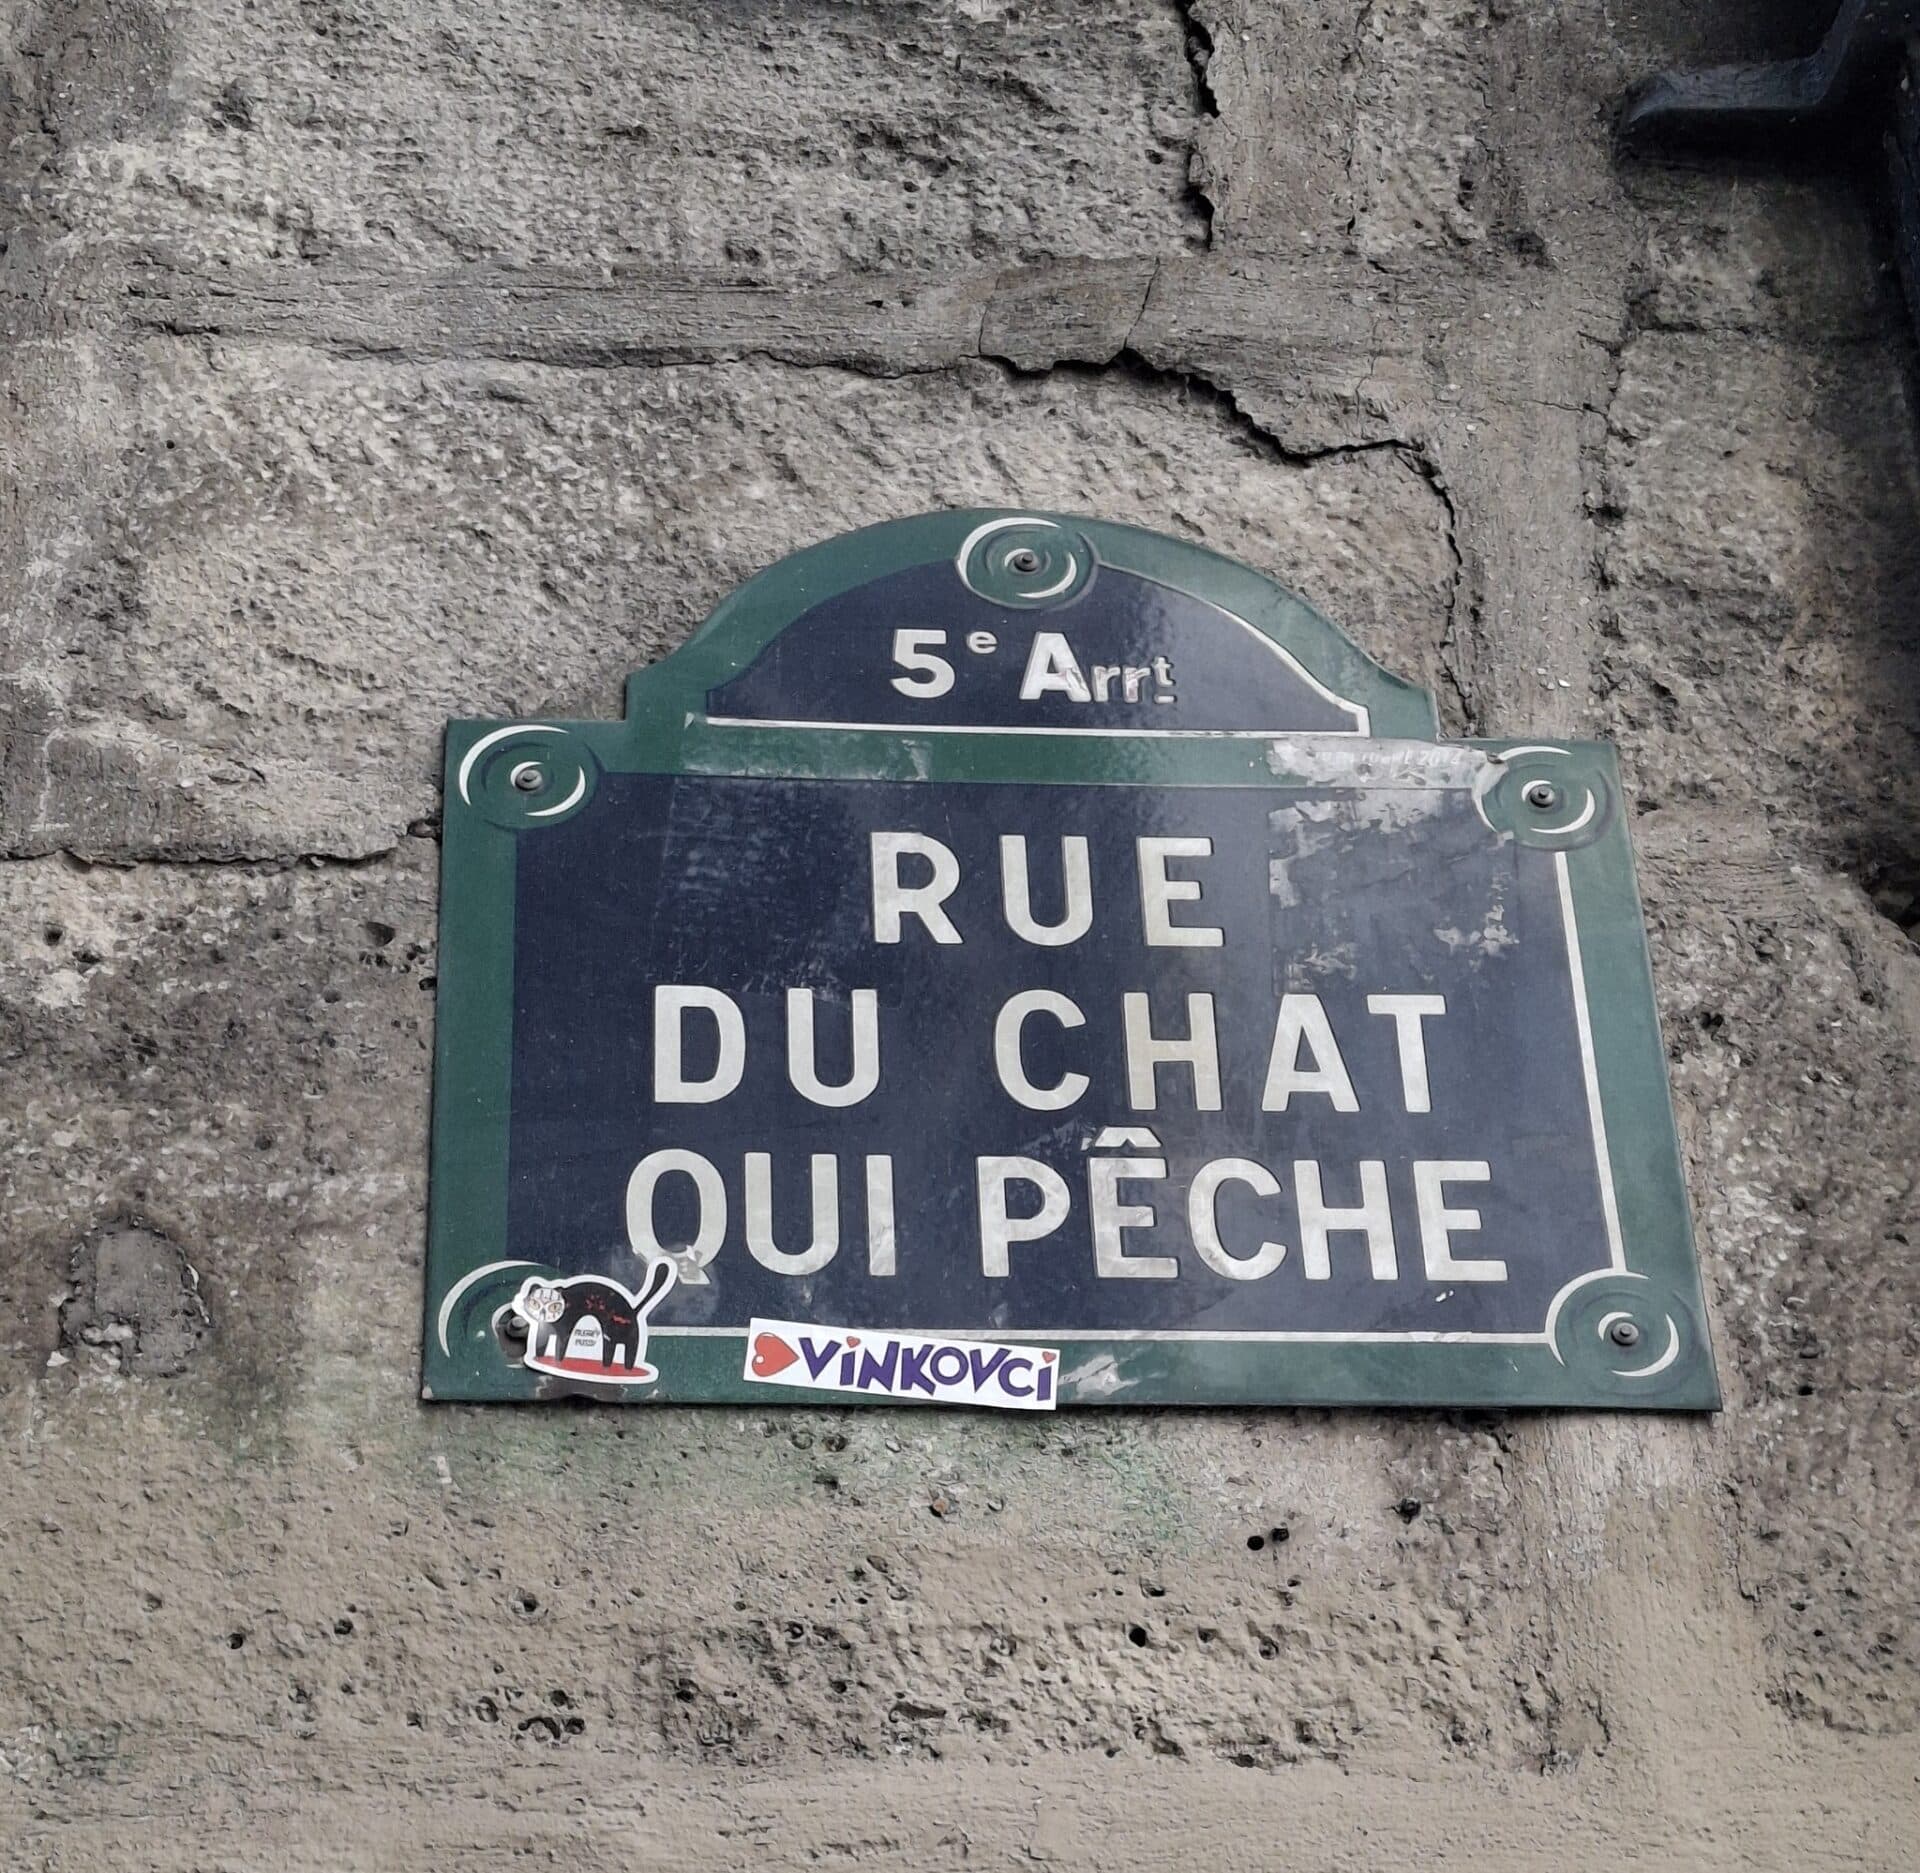 5e Arrt
RUE
DU CHAT
QUI PÊCHE
VINKOVCI